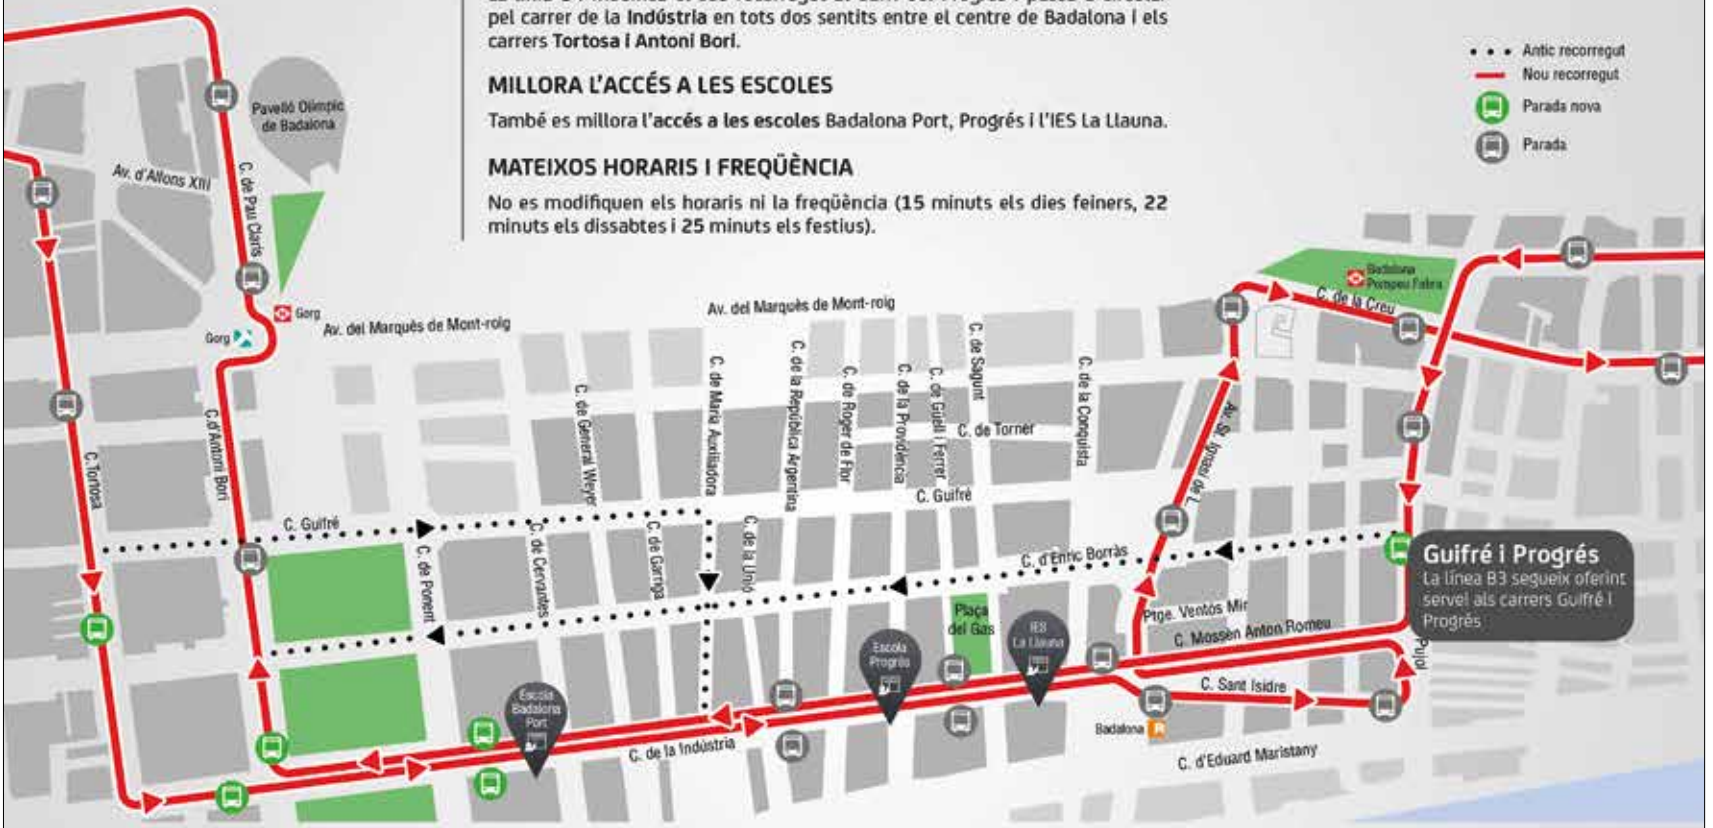 pel carrer de la Indústria en tots dos sentits entre el centre de Badalona i els
carrers Tortosa i Antoni Bori.
MILLORA L'ACCÉS A LES ESCOLES
També es millora l'accés a les escoles Badalona Port, Progrés i l'IES La Llauna.
MATEIXOS HORARIS I FREQÜÈNCIA
No es modifiquen els horaris ni la freqüència (15 minuts els dies feiners, 22
minuts els dissabtes i 25 minuts els festius).
Antic recorregut
Nou recorregut
Parada nova
Parada
Pavelló Olímpic
de Badalona
Av. d'Alfons XIII
C. de Pau Claris
Gorg
Gorg
Av. del Marquès de Mont-roig
Av. del Marquès de Mont-roig
Badalona
Pompeu Fabra
C. de la Creu
C. Tortosa
C.d'Antoni Bori
C. de General Weyer
C. de Maria Auxiliadora
C. de la República Argentina
C. de Roger de Flor
C. de la Providència
C. de Güell i Ferrer
C. de Sagunt
C. de Torner
C. de la Conquista
Av. St. Ignasi de L.
C. Guifré
C. Guifré
C. de Ponent
C. de Cervantes
C. de Garriga
C. de la Unió
C. d'Enric Borràs
Guifré i Progrés
La línea B3 segueix oferint
servei als carrers Guifré i
Progrés
Plaça
del Gas
IES
La Llauna
Escola
Progrés
Escola
Badalona
Port
Ptge. Ventós Mir
C. Mossèn Anton Romeu
Pujol
C. Sant Isidre
Badalona R
C. de la Indústria
C. d'Eduard Maristany